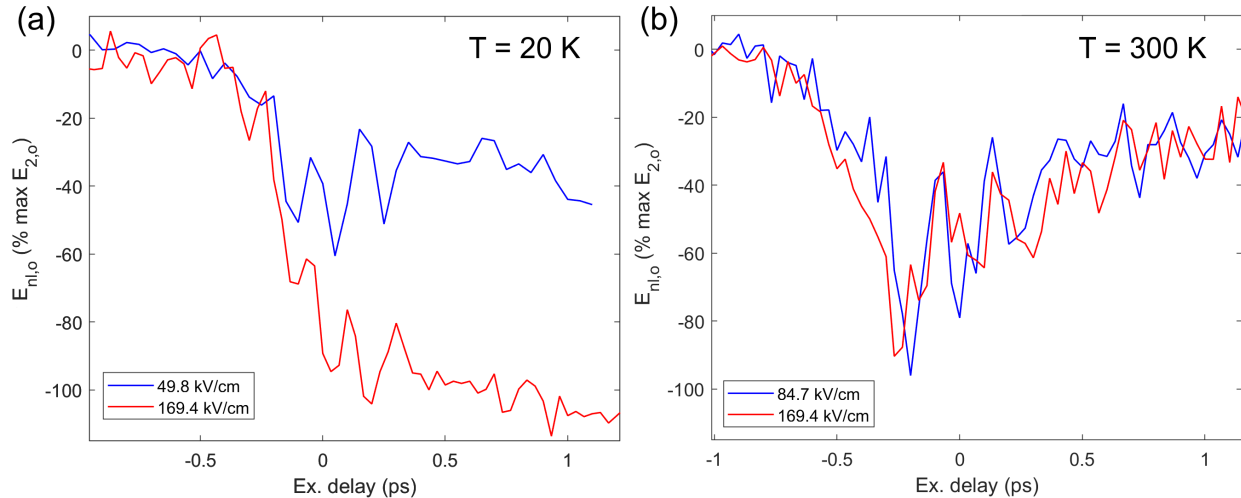 (a)
T = 20 K
E_nl,o (% max E_2,o)
0
-20
-40
-60
-80
-100
49.8 kV/cm
169.4 kV/cm
-0.5
0
0.5
1
Ex. delay (ps)
(b)
T = 300 K
E_nl,o (% max E_2,o)
0
-20
-40
-60
-80
-100
84.7 kV/cm
169.4 kV/cm
-1
-0.5
0
0.5
1
Ex. delay (ps)